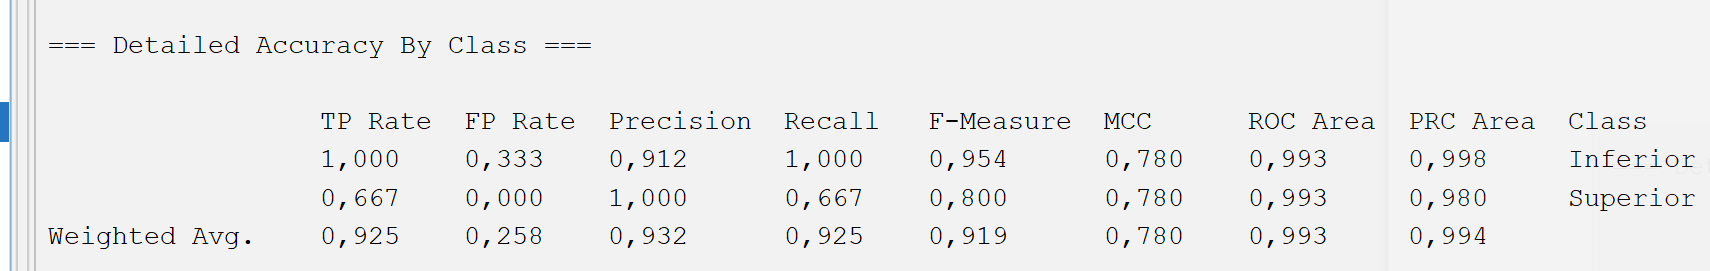 === Detailed Accuracy By Class ===
TP Rate FP Rate Precision Recall F-Measure MCC ROC Area PRC Area Class
1,000 0,333 0,912 1,000 0,954 0,780 0,993 0,998 Inferior
0,667 0,000 1,000 0,667 0,800 0,780 0,993 0,980 Superior
Weighted Avg. 0,925 0,258 0,932 0,925 0,919 0,780 0,993 0,994